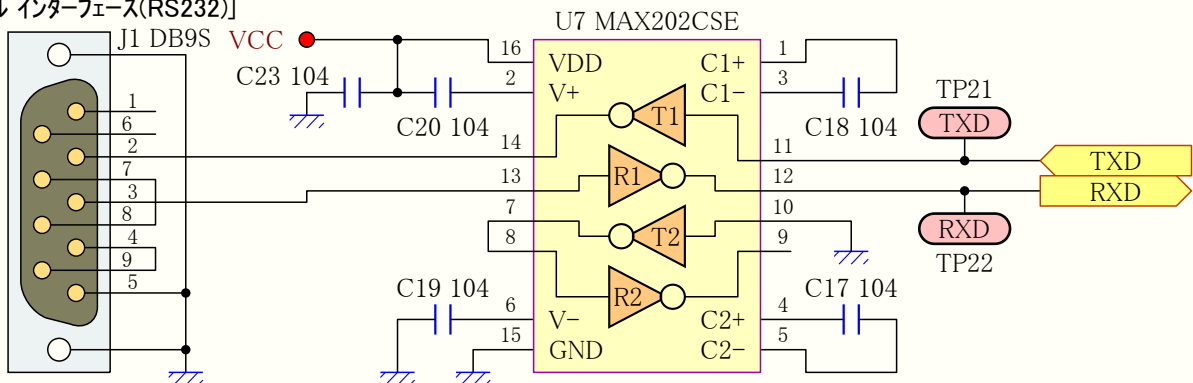 ル インターフェース(RS232)]
J1 DB9S
VCC
U7 MAX202CSE
C23 104
C20 104
1
6
2
7
3
8
4
9
5
16
2
14
13
7
8
6
15
VDD
V+
C1+
C1-
T1
R1
T2
R2
V-
GND
C2+
C2-
1
3
11
12
10
9
4
5
C18 104
C19 104
C17 104
TP21
TXD
TXD
RXD
RXD
TP22